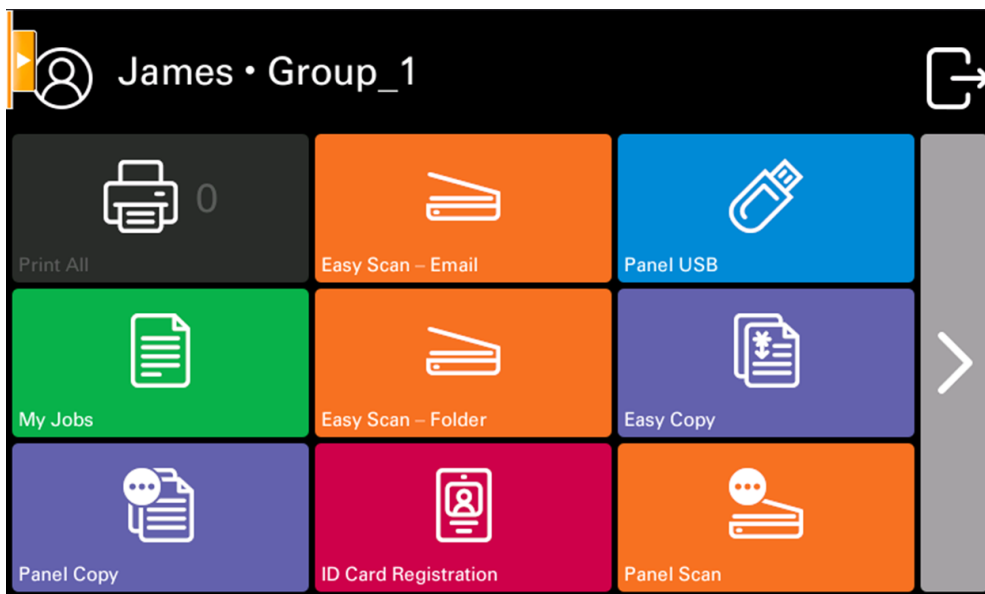 James • Group_1
0
Print All
Easy Scan – Email
Panel USB
My Jobs
Easy Scan – Folder
Easy Copy
Panel Copy
ID Card Registration
Panel Scan